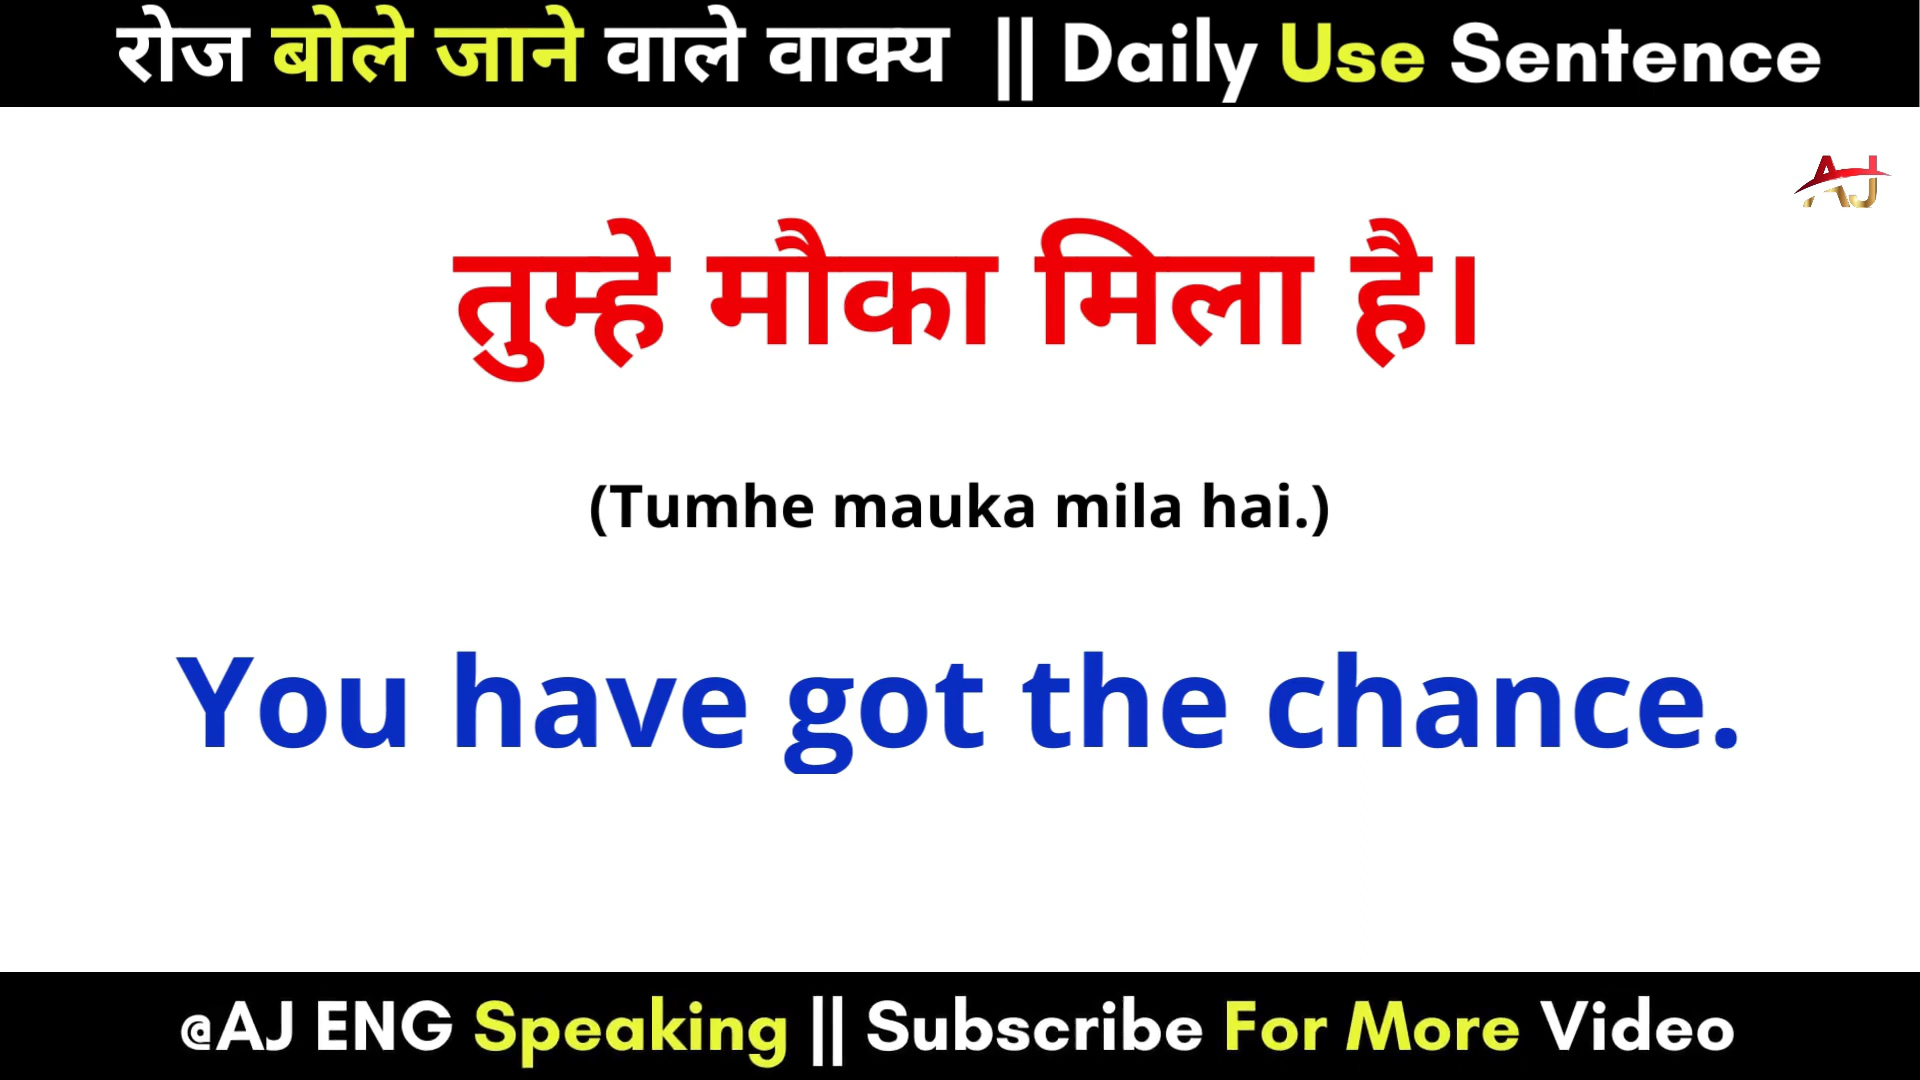 रोज बोले जाने वाले वाक्य || Daily Use Sentence
AJ
तुम्हे मौका मिला है।
(Tumhe mauka mila hai.)
You have got the chance.
@AJ ENG Speaking || Subscribe For More Video